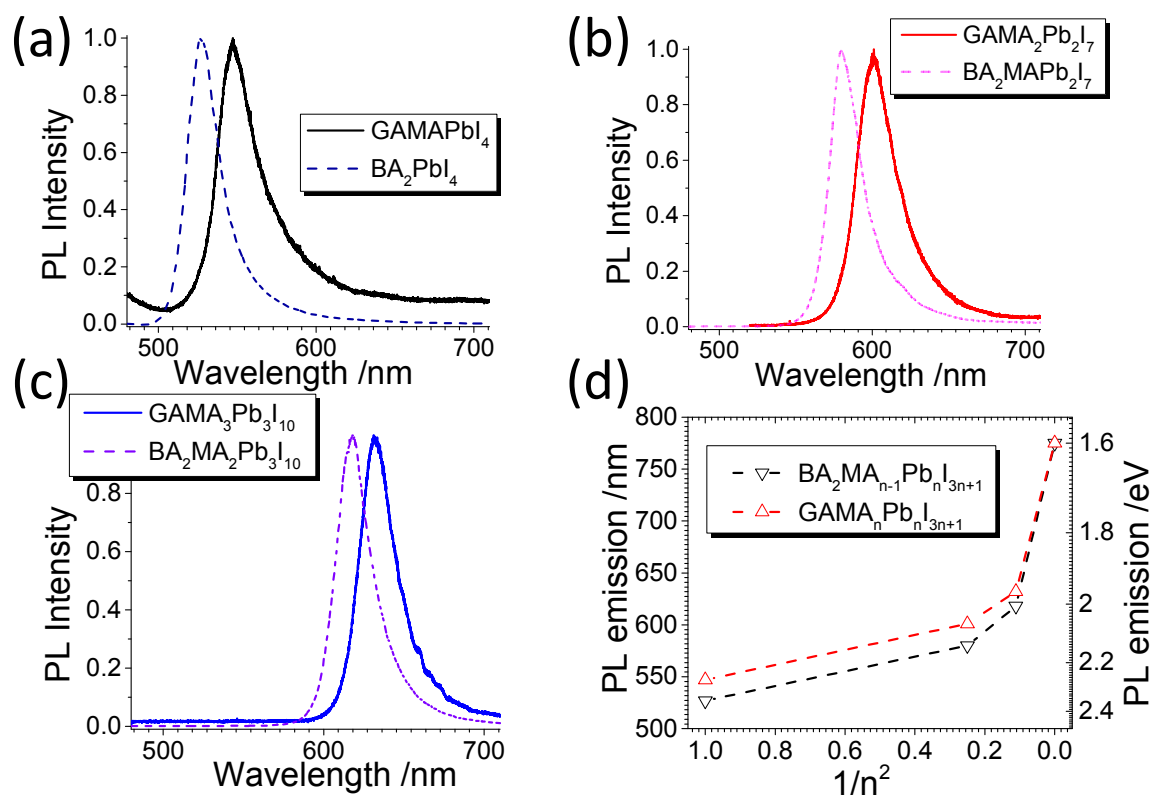 (a)
1.0
0.8
0.6
0.4
0.2
0.0
PL Intensity
GAMAPbI₄
BA₂PbI₄
500
600
700
Wavelength /nm
(b)
1.0
0.8
0.6
0.4
0.2
0.0
PL Intensity
GAMA₂Pb₂I₇
BA₂MAPb₂I₇
500
600
700
Wavelength /nm
(c)
GAMA₃Pb₃I₁₀
BA₂MA₂Pb₃I₁₀
0.8
0.6
0.4
0.2
0.0
PL Intensity
500
600
700
Wavelength /nm
(d)
800
750
700
650
600
550
500
PL emission /nm
BA₂MAₙ₋₁PbₙI₃ₙ₊₁
GAMAₙPbₙI₃ₙ₊₁
1.6
1.8
2
2.2
2.4
PL emission /eV
1.0
0.8
0.6
0.4
0.2
0.0
1/n²